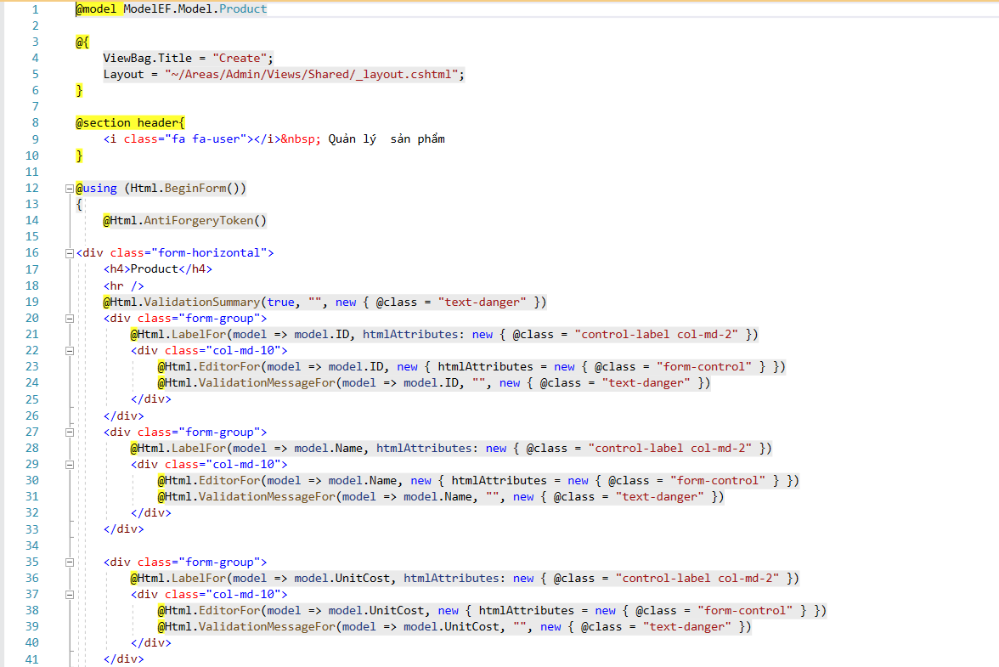 1 @model ModelEF.Model.Product
2
3 @{
4     ViewBag.Title = "Create";
5     Layout = "~/Areas/Admin/Views/Shared/_layout.cshtml";
6 }
7
8 @section header{
9     <i class="fa fa-user"></i>&nbsp; Quản lý  sản phẩm
10 }
11
12 @using (Html.BeginForm())
13 {
14     @Html.AntiForgeryToken()
15
16 <div class="form-horizontal">
17     <h4>Product</h4>
18     <hr />
19     @Html.ValidationSummary(true, "", new { @class = "text-danger" })
20     <div class="form-group">
21         @Html.LabelFor(model => model.ID, htmlAttributes: new { @class = "control-label col-md-2" })
22         <div class="col-md-10">
23             @Html.EditorFor(model => model.ID, new { htmlAttributes = new { @class = "form-control" } })
24             @Html.ValidationMessageFor(model => model.ID, "", new { @class = "text-danger" })
25         </div>
26     </div>
27     <div class="form-group">
28         @Html.LabelFor(model => model.Name, htmlAttributes: new { @class = "control-label col-md-2" })
29         <div class="col-md-10">
30             @Html.EditorFor(model => model.Name, new { htmlAttributes = new { @class = "form-control" } })
31             @Html.ValidationMessageFor(model => model.Name, "", new { @class = "text-danger" })
32         </div>
33     </div>
34
35     <div class="form-group">
36         @Html.LabelFor(model => model.UnitCost, htmlAttributes: new { @class = "control-label col-md-2" })
37         <div class="col-md-10">
38             @Html.EditorFor(model => model.UnitCost, new { htmlAttributes = new { @class = "form-control" } })
39             @Html.ValidationMessageFor(model => model.UnitCost, "", new { @class = "text-danger" })
40         </div>
41     </div>